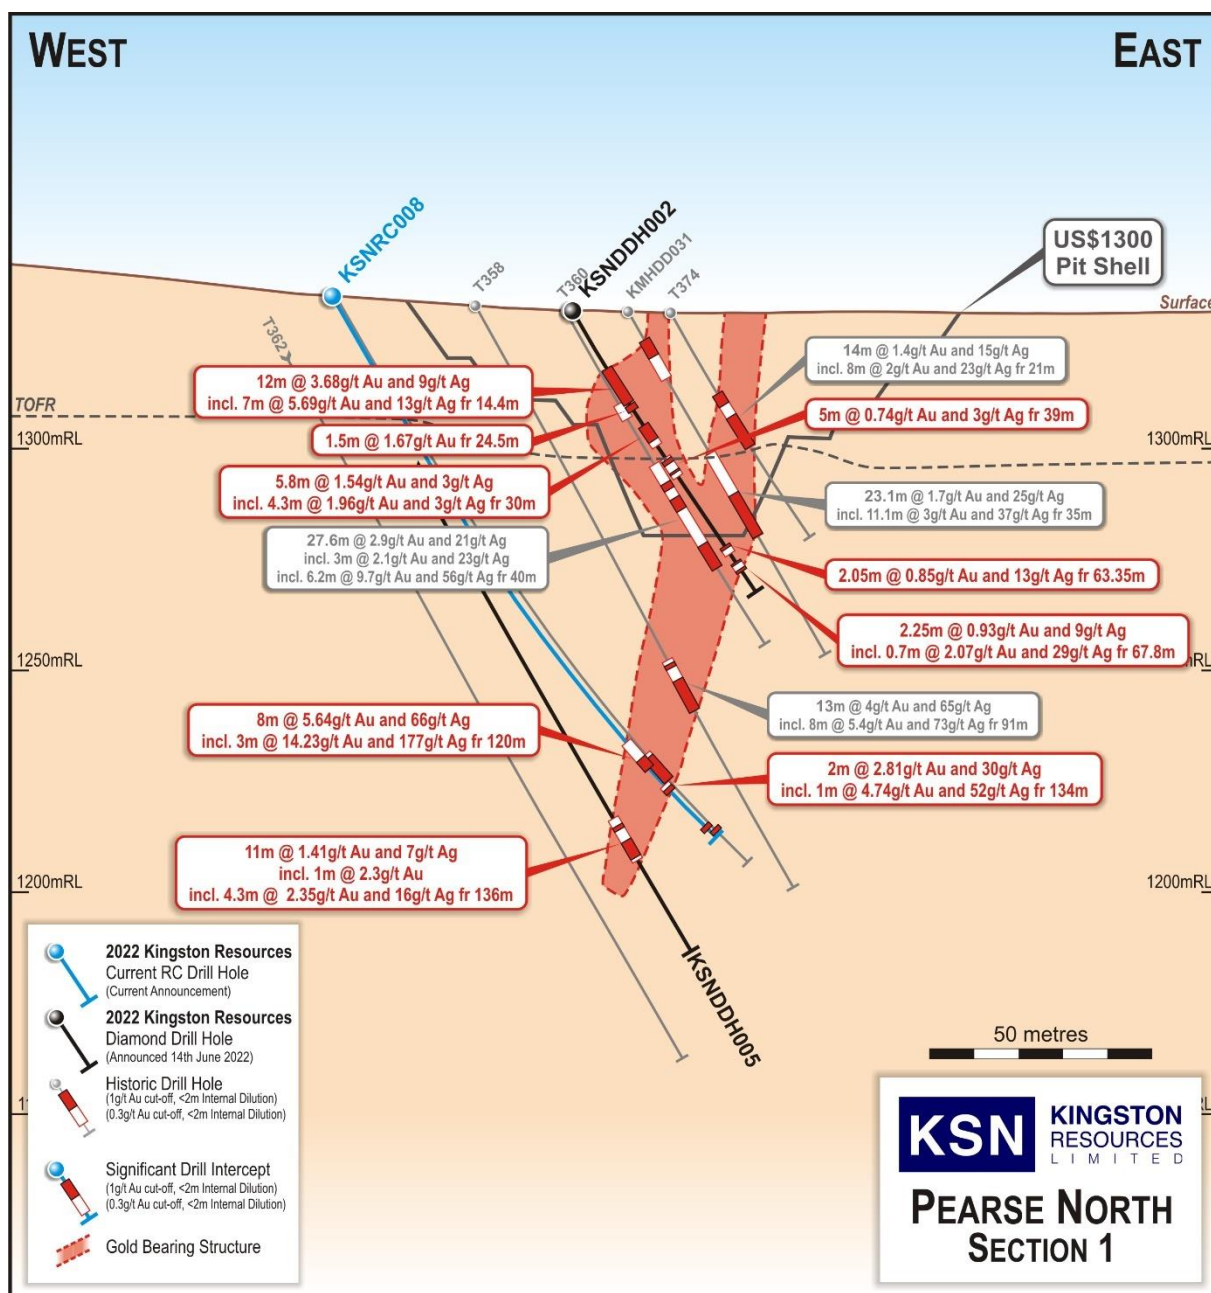 WEST
EAST
KSNRC008
T358
T360
KSNDDH002
KMHDD031
T374
US$1300
Pit Shell
Surface
T362
12m @ 3.68g/t Au and 9g/t Ag
incl. 7m @ 5.69g/t Au and 13g/t Ag fr 14.4m
14m @ 1.4g/t Au and 15g/t Ag
incl. 8m @ 2g/t Au and 23g/t Ag fr 21m
TOFR
5m @ 0.74g/t Au and 3g/t Ag fr 39m
1.5m @ 1.67g/t Au fr 24.5m
1300mRL
1300mRL
5.8m @ 1.54g/t Au and 3g/t Ag
incl. 4.3m @ 1.96g/t Au and 3g/t Ag fr 30m
23.1m @ 1.7g/t Au and 25g/t Ag
incl. 11.1m @ 3g/t Au and 37g/t Ag fr 35m
27.6m @ 2.9g/t Au and 21g/t Ag
incl. 3m @ 2.1g/t Au and 23g/t Ag
incl. 6.2m @ 9.7g/t Au and 56g/t Ag fr 40m
2.05m @ 0.85g/t Au and 13g/t Ag fr 63.35m
2.25m @ 0.93g/t Au and 9g/t Ag
incl. 0.7m @ 2.07g/t Au and 29g/t Ag fr 67.8m
1250mRL
mRL
13m @ 4g/t Au and 65g/t Ag
incl. 8m @ 5.4g/t Au and 73g/t Ag fr 91m
8m @ 5.64g/t Au and 66g/t Ag
incl. 3m @ 14.23g/t Au and 177g/t Ag fr 120m
2m @ 2.81g/t Au and 30g/t Ag
incl. 1m @ 4.74g/t Au and 52g/t Ag fr 134m
11m @ 1.41g/t Au and 7g/t Ag
incl. 1m @ 2.3g/t Au
incl. 4.3m @ 2.35g/t Au and 16g/t Ag fr 136m
1200mRL
1200mRL
KSNDDH005
2022 Kingston Resources
Current RC Drill Hole
(Current Announcement)
2022 Kingston Resources
Diamond Drill Hole
(Announced 14th June 2022)
Historic Drill Hole
(1g/t Au cut-off, <2m Internal Dilution)
(0.3g/t Au cut-off, <2m Internal Dilution)
Significant Drill Intercept
(1g/t Au cut-off, <2m Internal Dilution)
(0.3g/t Au cut-off, <2m Internal Dilution)
Gold Bearing Structure
50 metres
KSN
KINGSTON
RESOURCES
LIMITED
PEARSE NORTH
SECTION 1